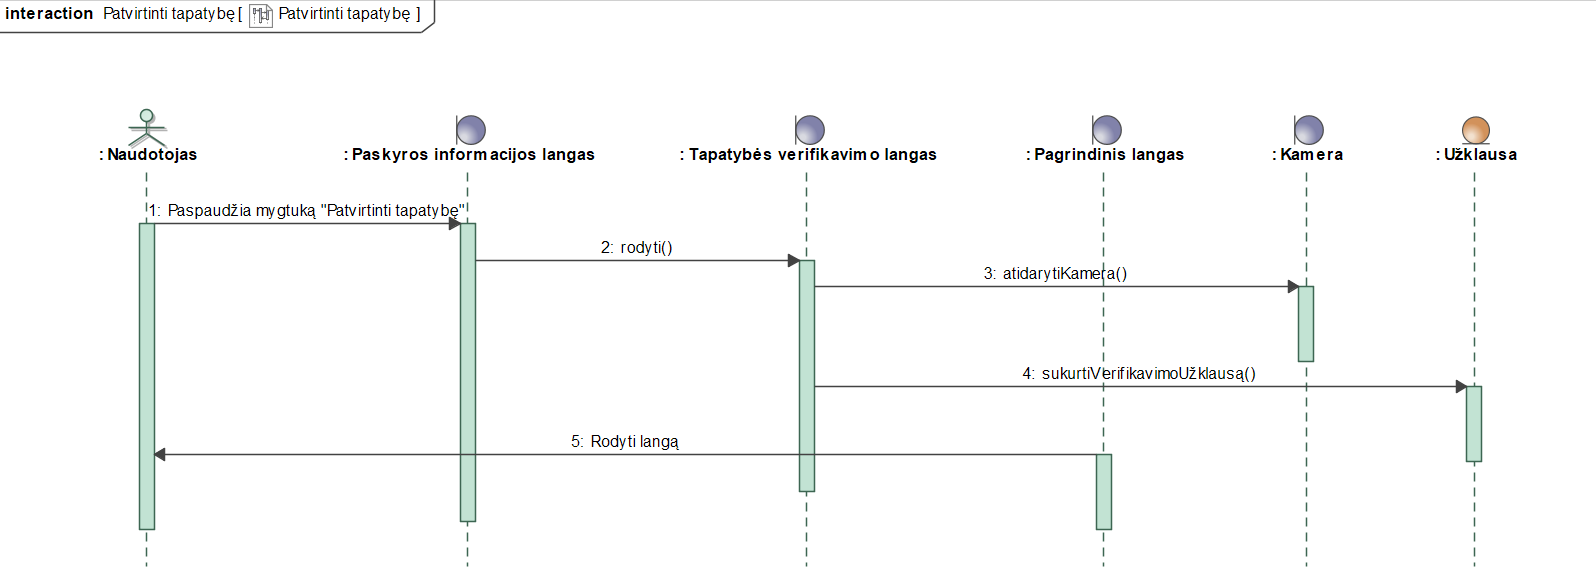 interaction Patvirtinti tapatybę [ Patvirtinti tapatybę ]
: Naudotojas
: Paskyros informacijos langas
: Tapatybės verifikavimo langas
: Pagrindinis langas
: Kamera
: Užklausa
1: Paspaudžia mygtuką "Patvirtinti tapatybę"
2: rodyti()
3: atidarytiKamera()
4: sukurtiVerifikavimoUžklausą()
5: Rodyti langą